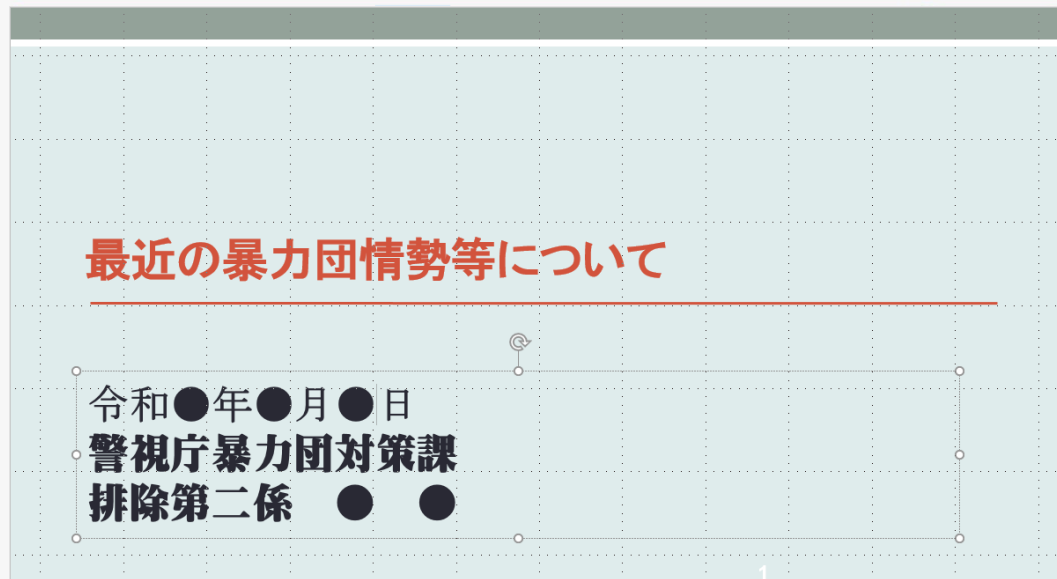 最近の暴力団情勢等について
令和●年●月●日
警視庁暴力団対策課
排除第二係　●　●
1